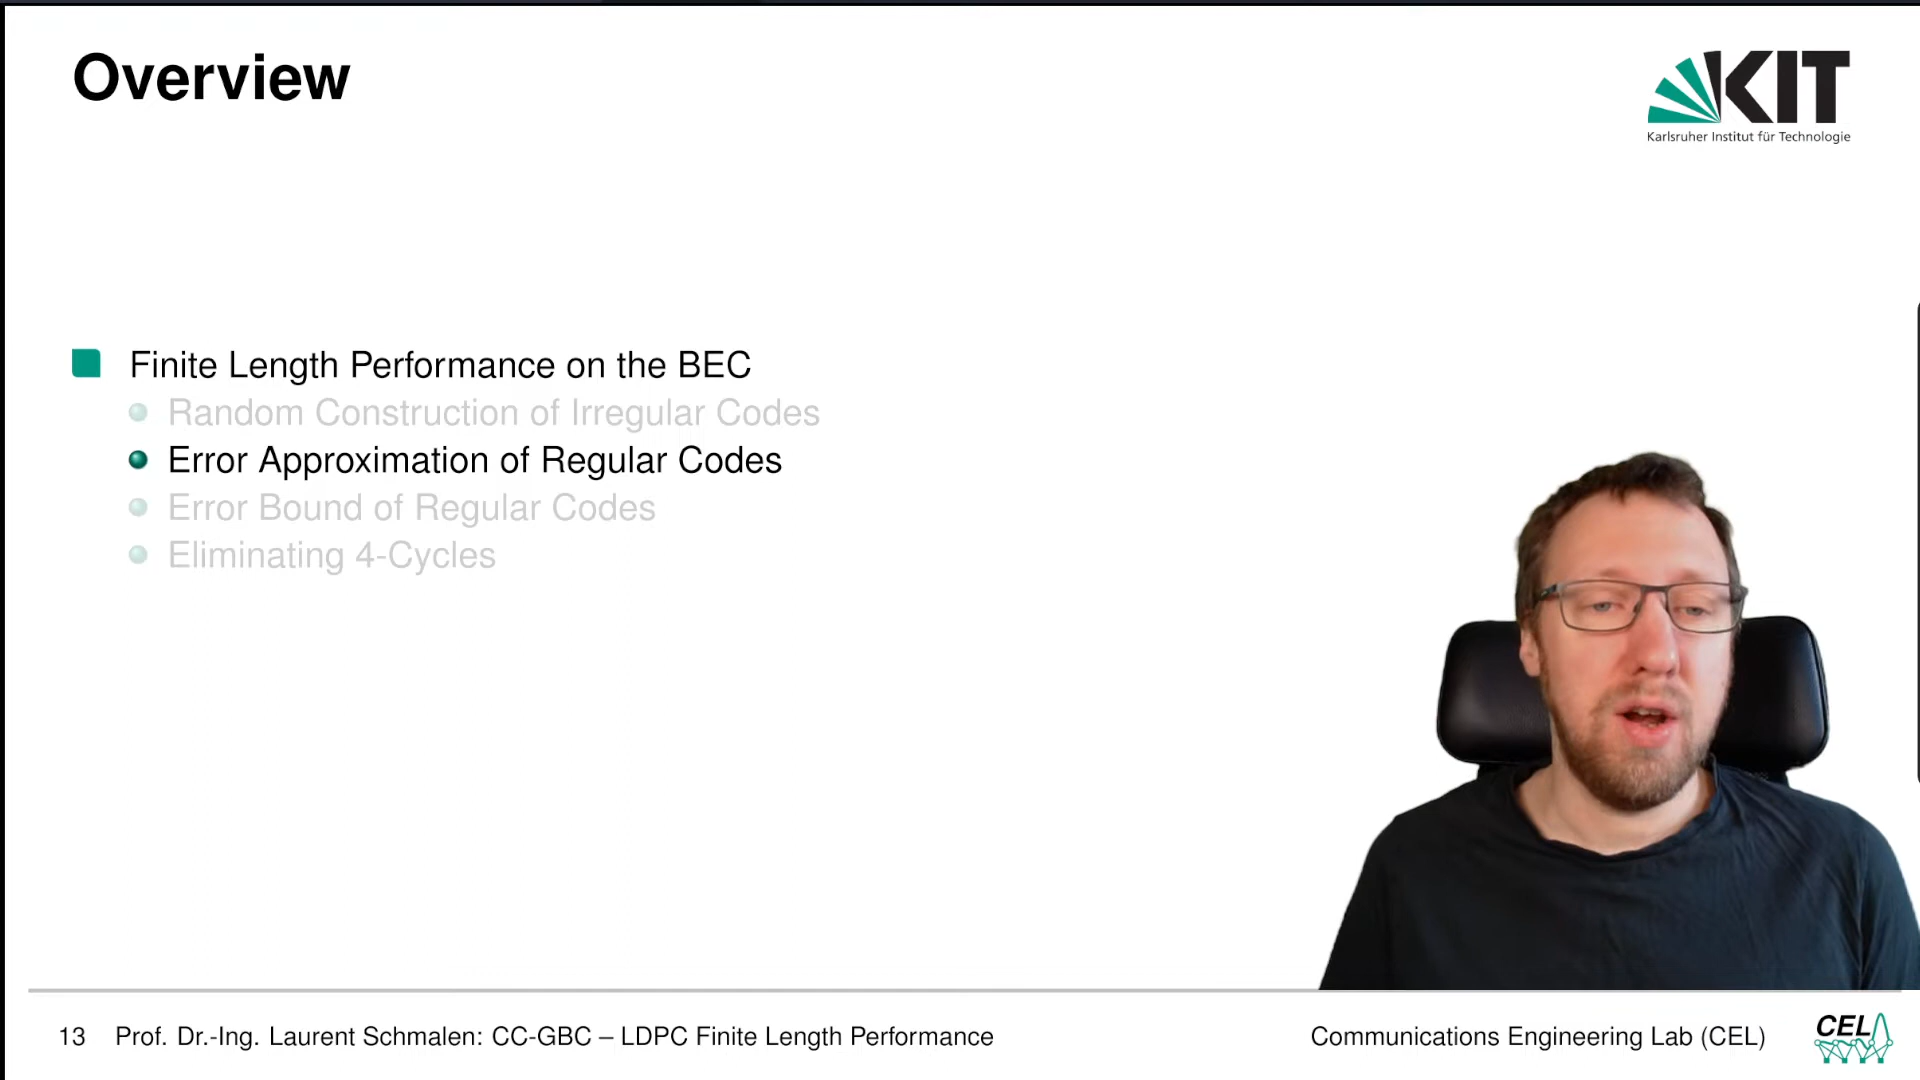 Overview
KIT
Karlsruher Institut für Technologie
Finite Length Performance on the BEC
Random Construction of Irregular Codes
Error Approximation of Regular Codes
Error Bound of Regular Codes
Eliminating 4-Cycles
13 Prof. Dr.-Ing. Laurent Schmalen: CC-GBC – LDPC Finite Length Performance
Communications Engineering Lab (CEL)
CEL